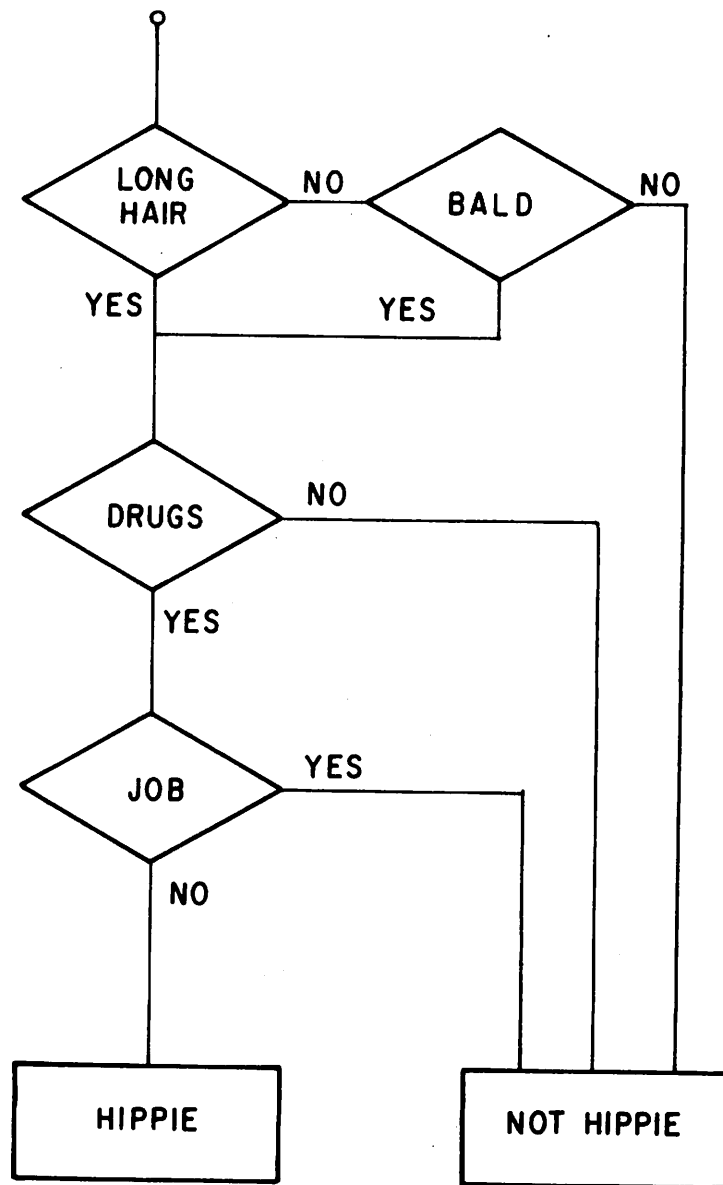 LONG
HAIR
NO
BALD
NO
YES
YES
DRUGS
NO
YES
JOB
YES
NO
HIPPIE
NOT HIPPIE